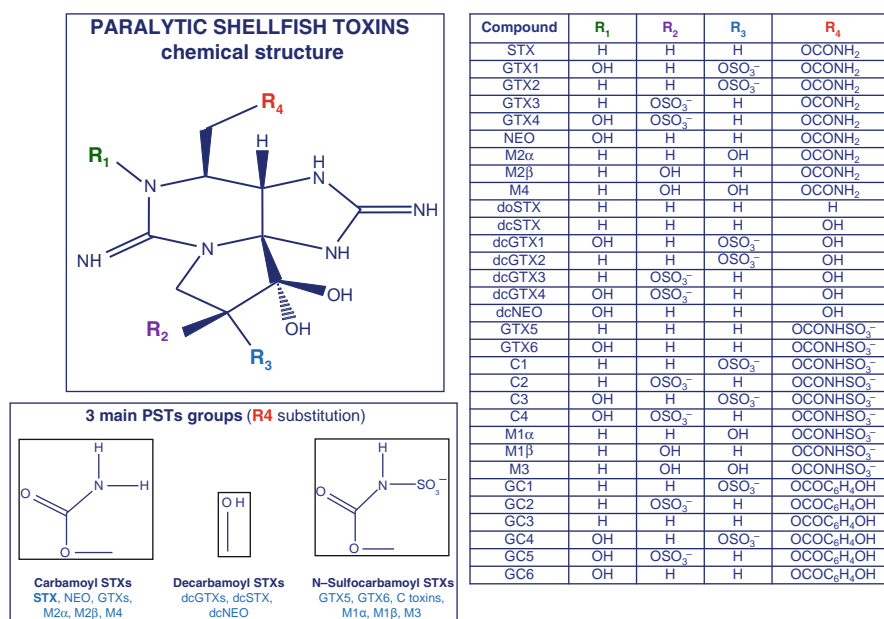 PARALYTIC SHELLFISH TOXINS
chemical structure
R4
H
H
R1
N
N
NH
N
NH
NH
OH
OH
R2
R3
3 main PSTs groups (R4 substitution)
H
N
H
O
O
OH
H
O
N
SO3−
O
Carbamoyl STXs
STX, NEO, GTXs,
M2α, M2β, M4
Decarbamoyl STXs
dcGTXs, dcSTX,
dcNEO
N–Sulfocarbamoyl STXs
GTX5, GTX6, C toxins,
M1α, M1β, M3
Compound R1 R2 R3 R4
STX H H H OCONH2
GTX1 OH H OSO3− OCONH2
GTX2 H H OSO3− OCONH2
GTX3 H OSO3− H OCONH2
GTX4 OH OSO3− H OCONH2
NEO OH H H OCONH2
M2α H H OH OCONH2
M2β H OH H OCONH2
M4 H OH OH OCONH2
doSTX H H H H
dcSTX H H H OH
dcGTX1 OH H OSO3− OH
dcGTX2 H H OSO3− OH
dcGTX3 H OSO3− H OH
dcGTX4 OH OSO3− H OH
dcNEO OH H H OH
GTX5 H H H OCONHSO3−
GTX6 OH H H OCONHSO3−
C1 H H OSO3− OCONHSO3−
C2 H OSO3− H OCONHSO3−
C3 OH H OSO3− OCONHSO3−
C4 OH OSO3− H OCONHSO3−
M1α H H OH OCONHSO3−
M1β H OH H OCONHSO3−
M3 H OH OH OCONHSO3−
GC1 H H OSO3− OCOC6H4OH
GC2 H OSO3− H OCOC6H4OH
GC3 H H H OCOC6H4OH
GC4 OH H OSO3− OCOC6H4OH
GC5 OH OSO3− H OCOC6H4OH
GC6 OH H H OCOC6H4OH